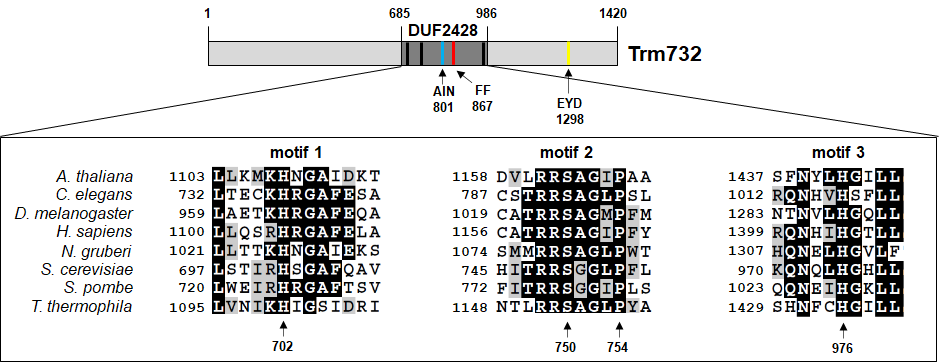 1 685 986 1420
DUF2428
Trm732
AIN 801
FF 867
EYD 1298
motif 1 motif 2 motif 3
A. thaliana 1103 LLKMKHNGAIDKT 1158 DVLRRSAGIPAA 1437 SFNYLHGILL
C. elegans 732 LTECKHRGAFESA 787 CSTRRSAGLPSL 1012 RQNHVHSFLL
D. melanogaster 959 LAETKHRGAFEQA 1019 CATRRSAGMPFM 1283 NTNVLHGQLL
H. sapiens 1100 LLQSRHRGAFELA 1156 CATRRSAGIPFY 1399 RQNHIHGTLL
N. gruberi 1021 LLTTKHNGAIEKS 1074 SMMRRSAGLPWT 1307 HQNELHGVLF
S. cerevisiae 697 LSTIRHSGAFQAV 745 HITRRSGGLPFL 970 KQNQLHGHLL
S. pombe 720 LWEIRHRGAFTSV 772 FITRRSGGIPLS 1023 QQNEIHGKLL
T. thermophila 1095 LVNIKHIGSIDRI 1148 NTLRRSAGLPYA 1429 SHNFCHGILL
702 750 754 976